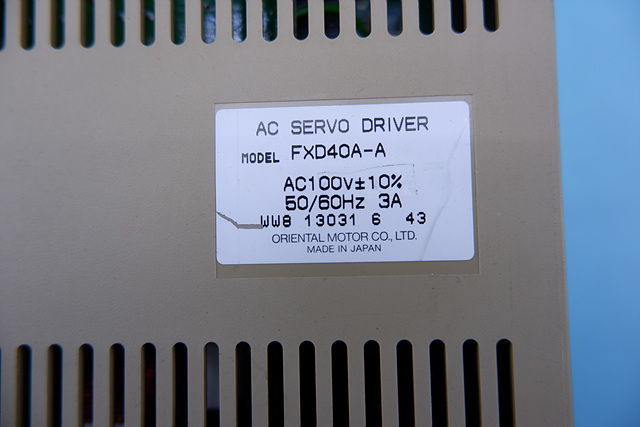 AC SERVO DRIVER
MODEL FXD40A-A
AC100V±10%
50/60Hz 3A
WW8 13031 6 43
ORIENTAL MOTOR CO., LTD.
MADE IN JAPAN